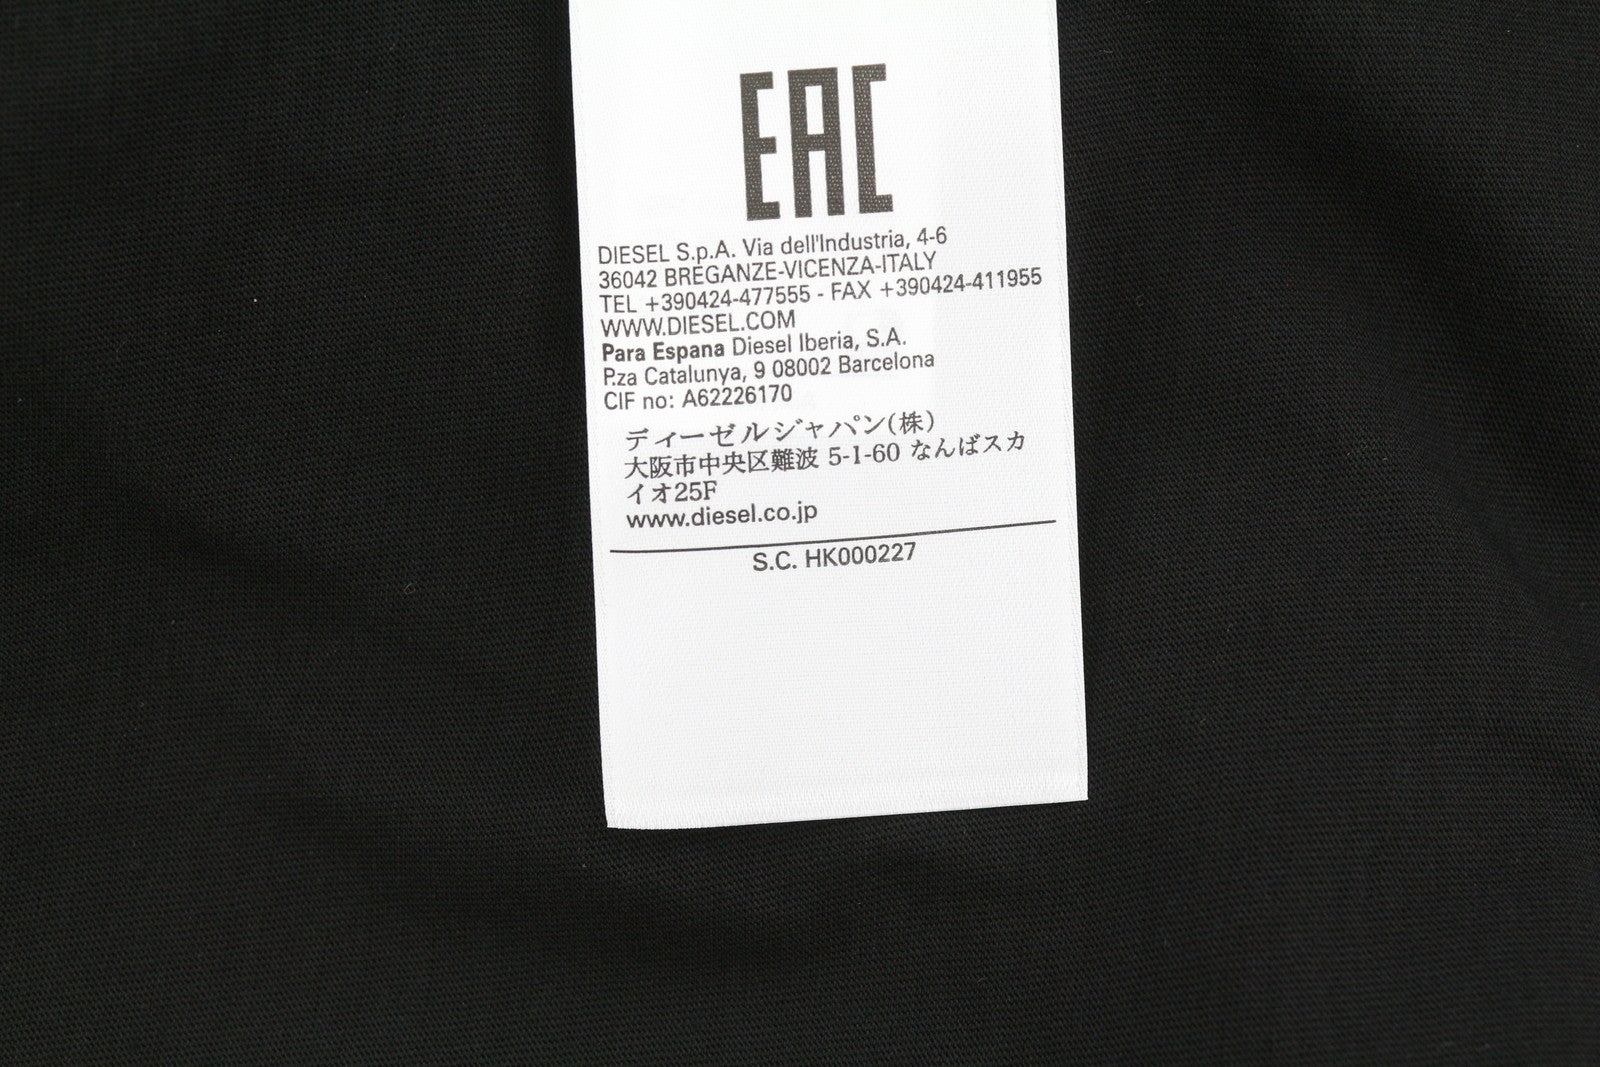 EAC
DIESEL S.p.A. Via dell'Industria, 4-6
36042 BREGANZE-VICENZA-ITALY
TEL +390424-477555 - FAX +390424-411955
WWW.DIESEL.COM
Para Espana Diesel Iberia, S.A.
P.za Catalunya, 9 08002 Barcelona
CIF no: A62226170
ディーゼルジャパン(株)
大阪市中央区難波 5-1-60 なんばスカ
イオ25F
www.diesel.co.jp
S.C. HK000227